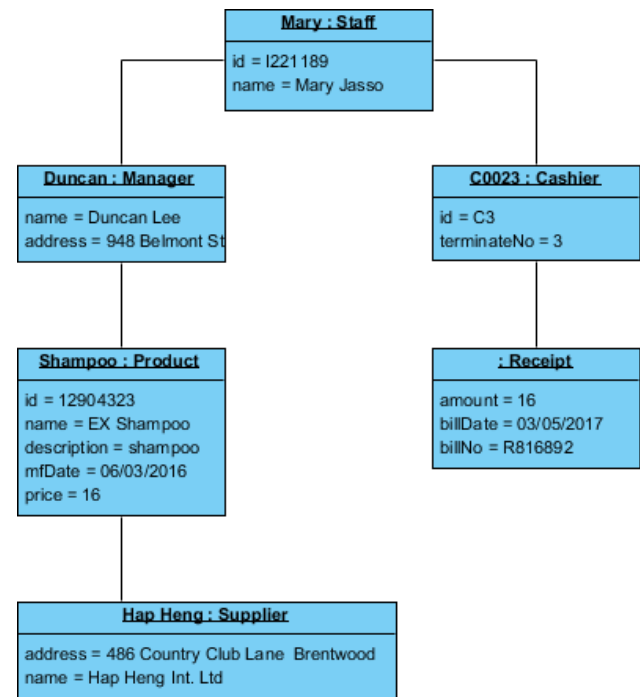 Mary : Staff
id = I221189
name = Mary Jasso
Duncan : Manager
name = Duncan Lee
address = 948 Belmont St
C0023 : Cashier
id = C3
terminateNo = 3
Shampoo : Product
id = 12904323
name = EX Shampoo
description = shampoo
mfDate = 06/03/2016
price = 16
: Receipt
amount = 16
billDate = 03/05/2017
billNo = R816892
Hap Heng : Supplier
address = 486 Country Club Lane Brentwood
name = Hap Heng Int. Ltd